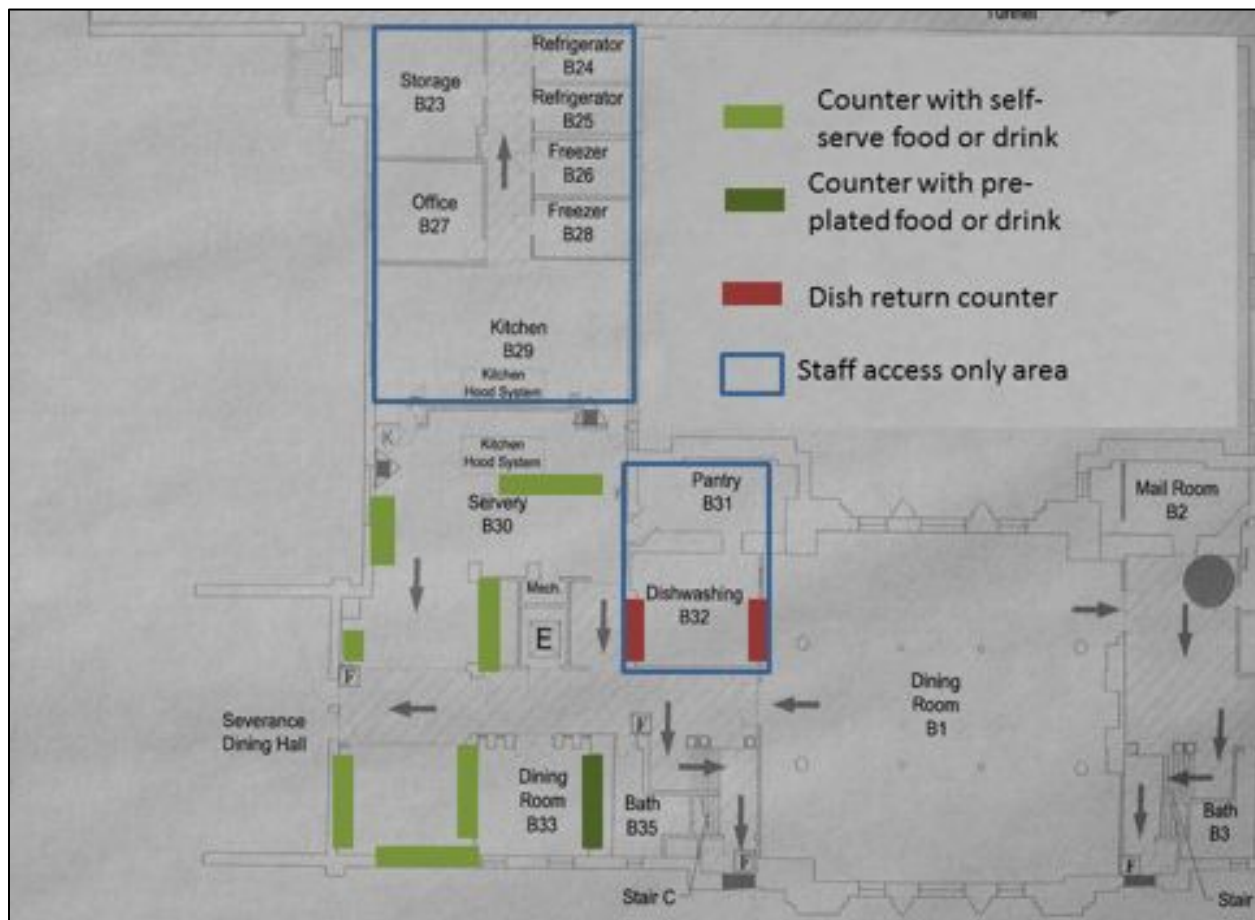 Tunnel
Refrigerator
B24
Storage
B23
Refrigerator
B25
Freezer
B26
Office
B27
Freezer
B28
Kitchen
B29
Kitchen
Hood System
Counter with self-
serve food or drink
Counter with pre-
plated food or drink
Dish return counter
Staff access only area
K
Kitchen
Hood System
Servery
B30
Pantry
B31
Mail Room
B2
Mech.
E
Dishwashing
B32
F
Severance
Dining Hall
F
Dining
Room
B1
Dining
Room
B33
Bath
B35
Bath
B3
F
F
Stair C
Stair